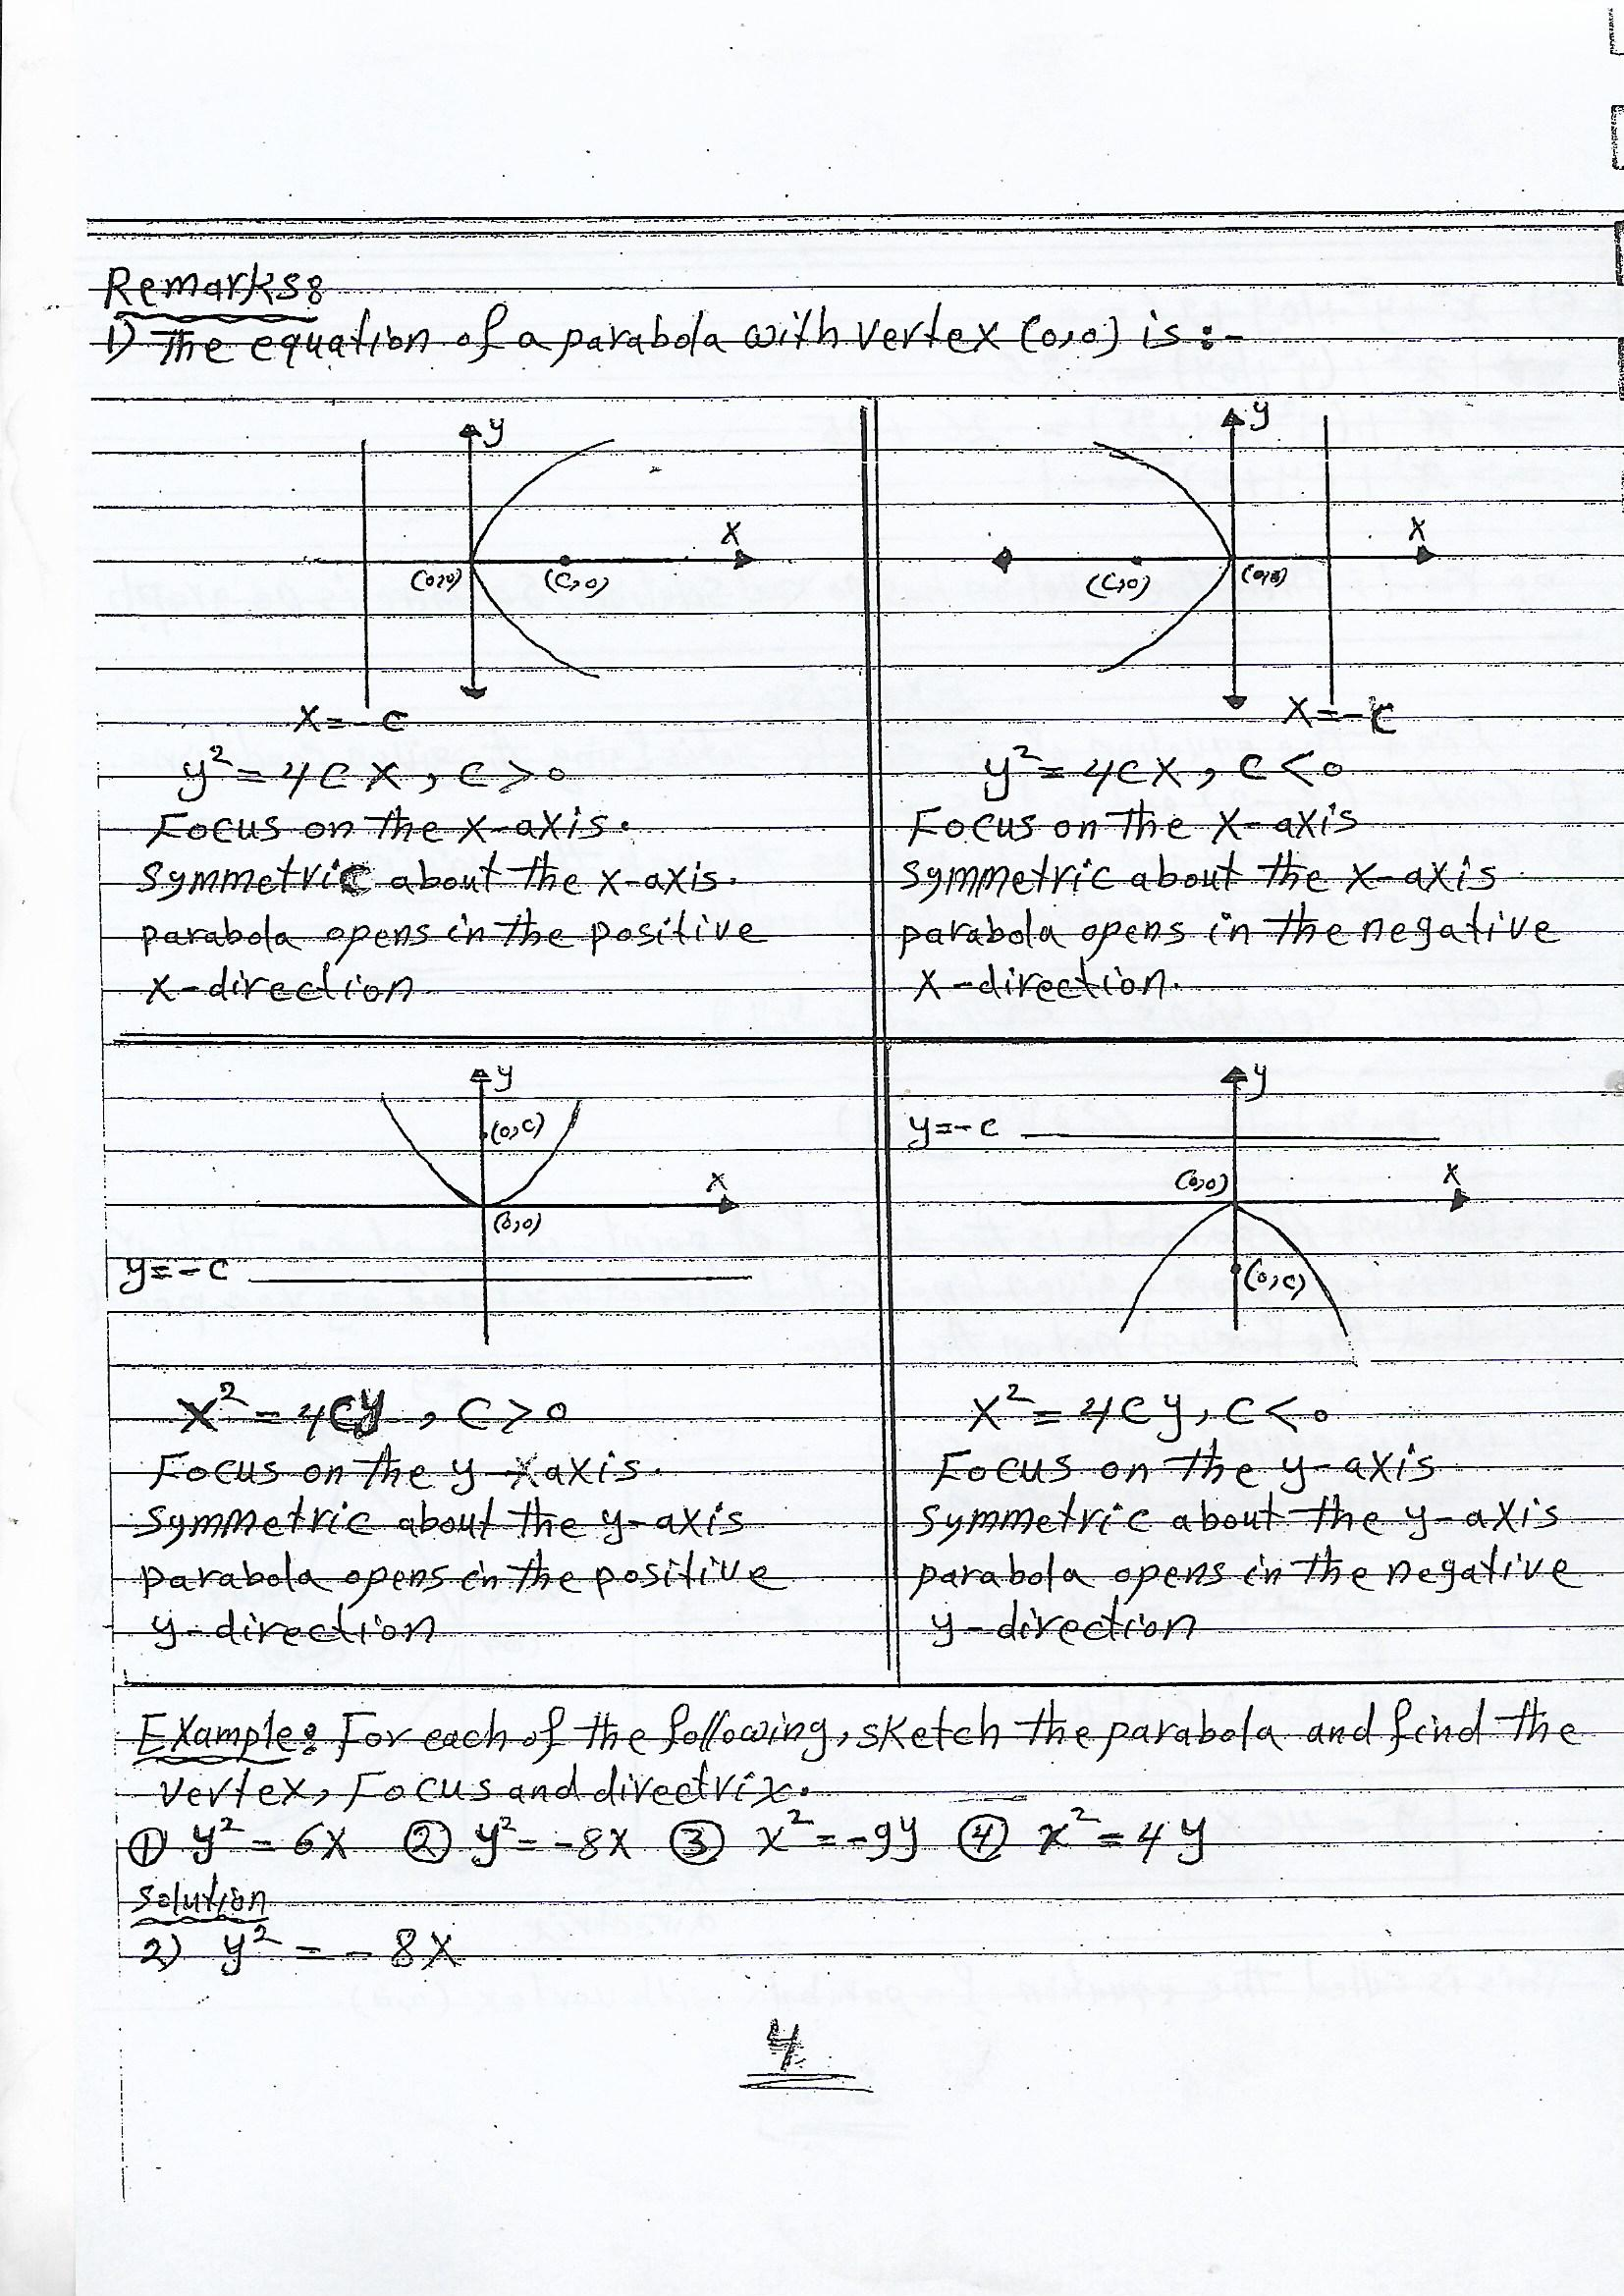 Remarks:
1) The equation of a parabola with vertex (0,0) is :-
y
X
(0,0)
(C,0)
X=-C
y² = 4CX, C>0
Focus on the X-axis.
Symmetric about the X-axis.
parabola opens in the positive
X-direction
y
X
(C,0)
(0,0)
X=-C
y² = 4CX, C<0
Focus on the X-axis
Symmetric about the X-axis
parabola opens in the negative
X-direction.
y
(0,C)
X
(0,0)
y=-C
X² = 4Cy, C>0
Focus on the y-axis.
Symmetric about the y-axis
parabola opens in the positive
y-direction
y
y=-C
(0,0)
X
(0,C)
X² = 4Cy, C<0
Focus on the y-axis
Symmetric about the y-axis
parabola opens in the negative
y-direction
Example: For each of the following, sketch the parabola and find the
vertex, Focus and directrix.
① y² = 6X ② y² = -8X ③ x² = -9y ④ x² = 4y
Solution
2) y² = -8X
4